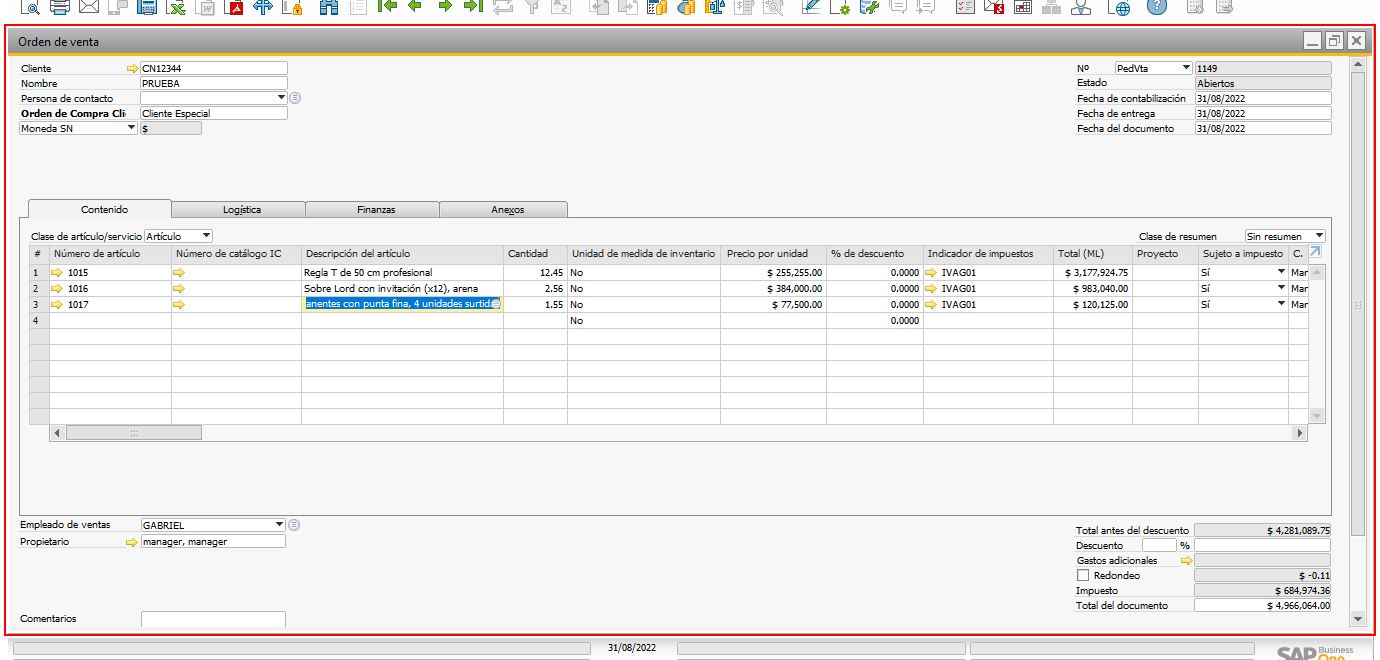 Orden de venta
Cliente CN12344 Nº PedVta 1149
Nombre PRUEBA Estado Abiertos
Persona de contacto Fecha de contabilización 31/08/2022
Orden de Compra Cli Cliente Especial Fecha de entrega 31/08/2022
Moneda SN $ Fecha del documento 31/08/2022
Contenido Logística Finanzas Anexos
Clase de artículo/servicio Artículo Clase de resumen Sin resumen
# Número de artículo Número de catálogo IC Descripción del artículo Cantidad Unidad de medida de inventario Precio por unidad % de descuento Indicador de impuestos Total (ML) Proyecto Sujeto a impuesto C.
1 1015 Regla T de 50 cm profesional 12.45 No $ 255,255.00 0.0000 IVAG01 $ 3,177,924.75 Sí Mar
2 1016 Sobre Lord con invitación (x12), arena 2.56 No $ 384,000.00 0.0000 IVAG01 $ 983,040.00 Sí Mar
3 1017 anentes con punta fina, 4 unidades surtid 1.55 No $ 77,500.00 0.0000 IVAG01 $ 120,125.00 Sí Mar
4 No 0.0000
Empleado de ventas GABRIEL Total antes del descuento $ 4,281,089.75
Propietario manager, manager Descuento %
Gastos adicionales
Redondeo $ -0.11
Impuesto $ 684,974.36
Comentarios Total del documento $ 4,966,064.00
31/08/2022
SAP Business One